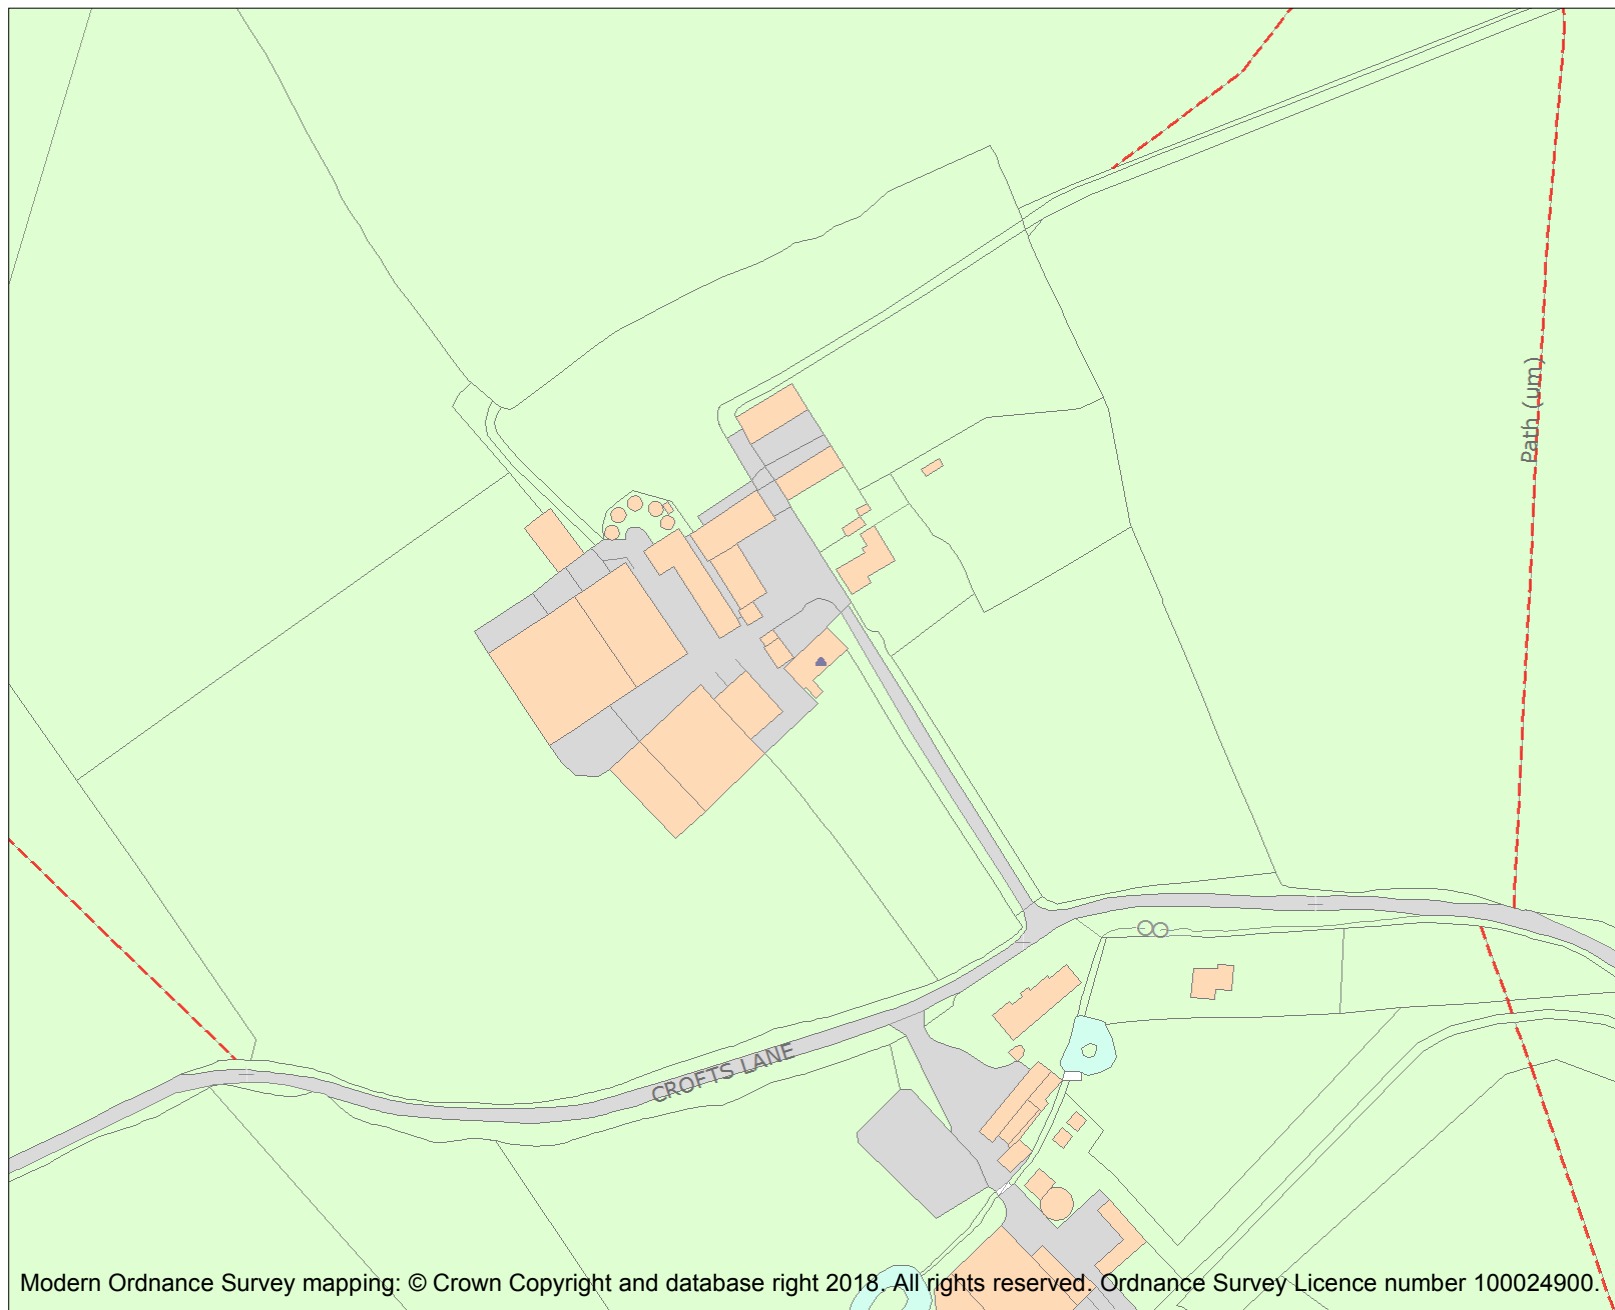 Path (um)
CROFTS LANE
Modern Ordnance Survey mapping: © Crown Copyright and database right 2018. All rights reserved. Ordnance Survey Licence number 100024900.